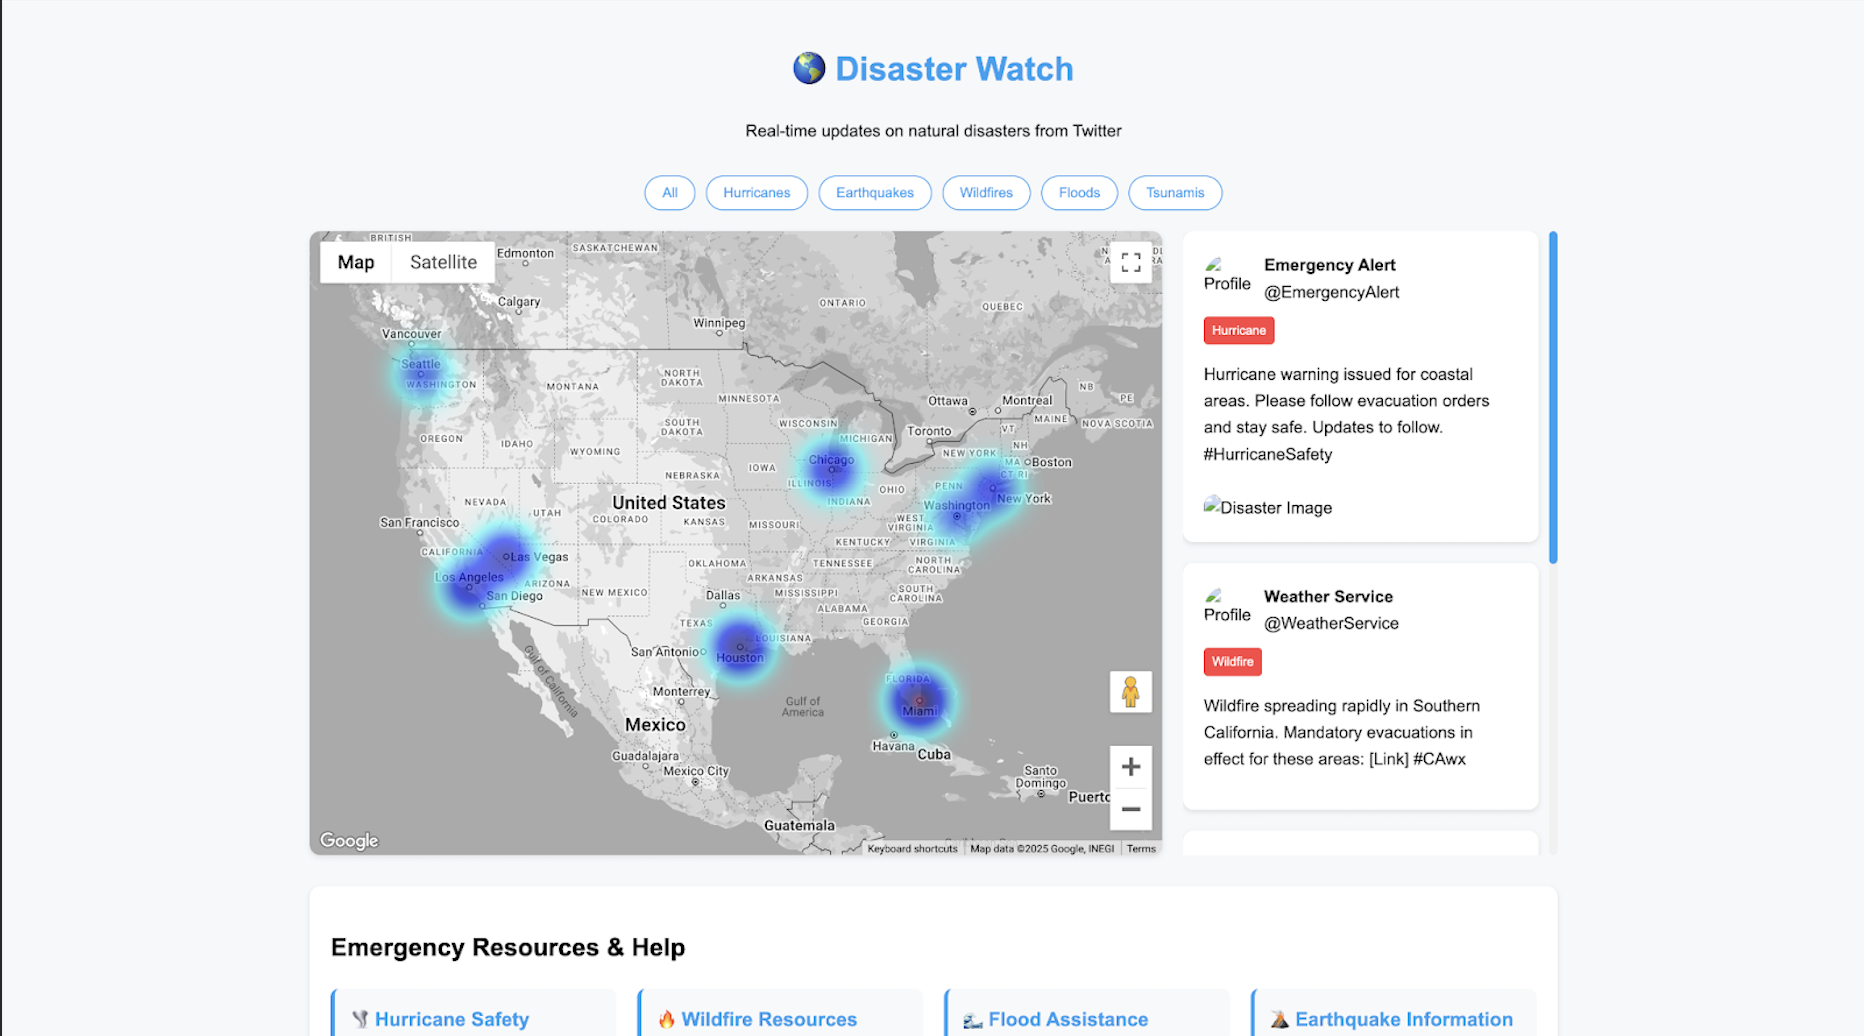 Disaster Watch
Real-time updates on natural disasters from Twitter
All
Hurricanes
Earthquakes
Wildfires
Floods
Tsunamis
Map
Satellite
BRITISH
Edmonton
SASKATCHEWAN
Calgary
ONTARIO
QUEBEC
Winnipeg
Vancouver
Seattle
WASHINGTON
MONTANA
NORTH
DAKOTA
MINNESOTA
Ottawa
Montreal
NB
PE
MAINE
NOVA SCOTIA
OREGON
IDAHO
SOUTH
DAKOTA
WISCONSIN
MICHIGAN
Toronto
VT
NH
WYOMING
NEW YORK
MA
Boston
CT RI
IOWA
Chicago
NEBRASKA
ILLINOIS
INDIANA
OHIO
PENN
New York
NEVADA
UTAH
United States
COLORADO
KANSAS
MISSOURI
WEST
VIRGINIA
Washington
VIRGINIA
San Francisco
CALIFORNIA
Las Vegas
KENTUCKY
OKLAHOMA
TENNESSEE
NORTH
CAROLINA
Los Angeles
ARIZONA
NEW MEXICO
ARKANSAS
MISSISSIPPI
SOUTH
CAROLINA
San Diego
Dallas
ALABAMA
GEORGIA
TEXAS
LOUISIANA
San Antonio
Houston
Gulf of California
FLORIDA
Monterrey
Gulf of
America
Miami
Mexico
Havana
Cuba
Guadalajara
Mexico City
Santo
Domingo
Puerto
Guatemala
Google
Keyboard shortcuts
Map data ©2025 Google, INEGI
Terms
Profile
Emergency Alert
@EmergencyAlert
Hurricane
Hurricane warning issued for coastal
areas. Please follow evacuation orders
and stay safe. Updates to follow.
#HurricaneSafety
Disaster Image
Profile
Weather Service
@WeatherService
Wildfire
Wildfire spreading rapidly in Southern
California. Mandatory evacuations in
effect for these areas: [Link] #CAwx
Emergency Resources & Help
Hurricane Safety
Wildfire Resources
Flood Assistance
Earthquake Information